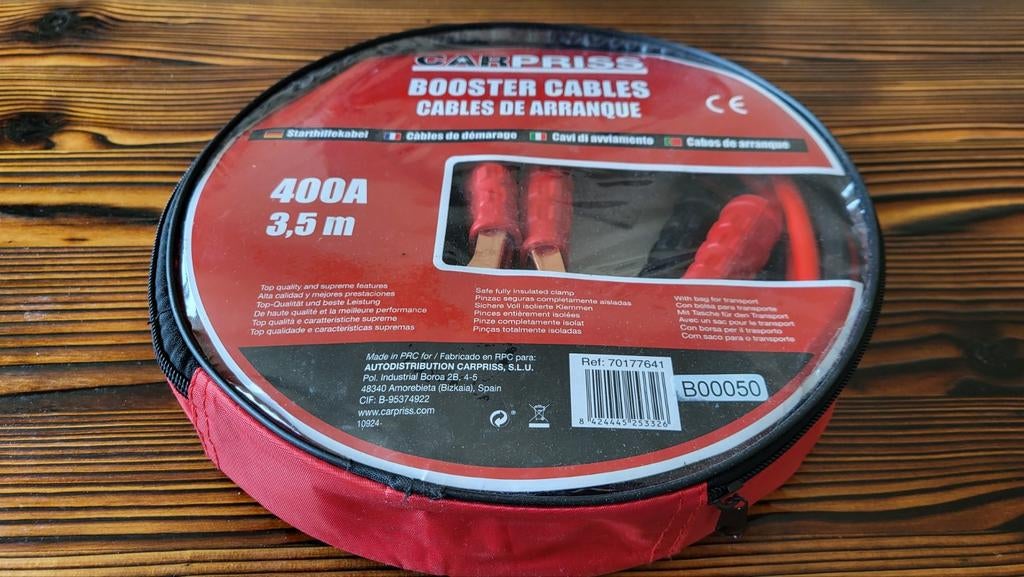 CARPRISS
BOOSTER CABLES
CABLES DE ARRANQUE
CE
Starthilfekabel Câbles de démarage Cavi di avviamento Cabos de arranque
400A
3,5 m
Top quality and supreme features
Alta calidad y mejores prestaciones
Top-Qualität und beste Leistung
De haute qualité et la meilleure performance
Top qualità e caratteristiche supreme
Top qualidade e características supremas
Safe fully insulated clamp
Pinzac seguras completamente aisladas
Sichere Voll isolierte Klemmen
Pinces entièrement isolées
Pinze completamente isolat
Pinças totalmente isoladas
With bag for transport
Con bolsa para transporte
Mit Tasche für den Transport
Avec un sac pour le transport
Con borsa per il trasporto
Com saco para o transporte
Made in PRC for / Fabricado en RPC para:
AUTODISTRIBUTION CARPRISS, S.L.U.
Pol. Industrial Boroa 2B, 4-5
48340 Amorebieta (Bizkaia), Spain
CIF: B-95374922
www.carpriss.com
10924-
Ref: 70177641
8 424445 253326
B00050